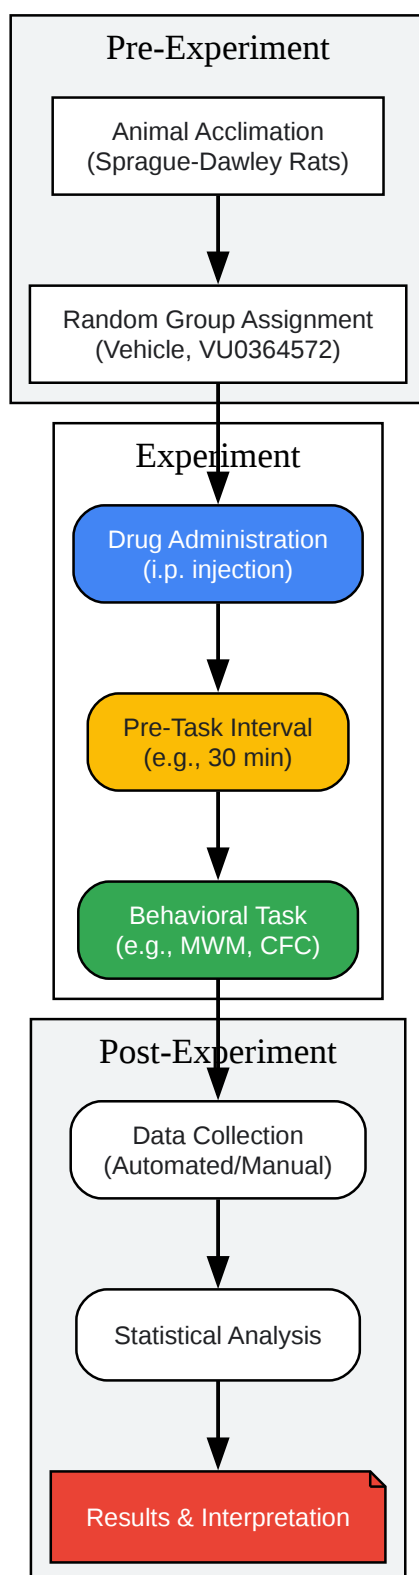 Pre-Experiment
Animal Acclimation
(Sprague-Dawley Rats)
Random Group Assignment
(Vehicle, VU0364572)
Experiment
Drug Administration
(i.p. injection)
Pre-Task Interval
(e.g., 30 min)
Behavioral Task
(e.g., MWM, CFC)
Post-Experiment
Data Collection
(Automated/Manual)
Statistical Analysis
Results & Interpretation